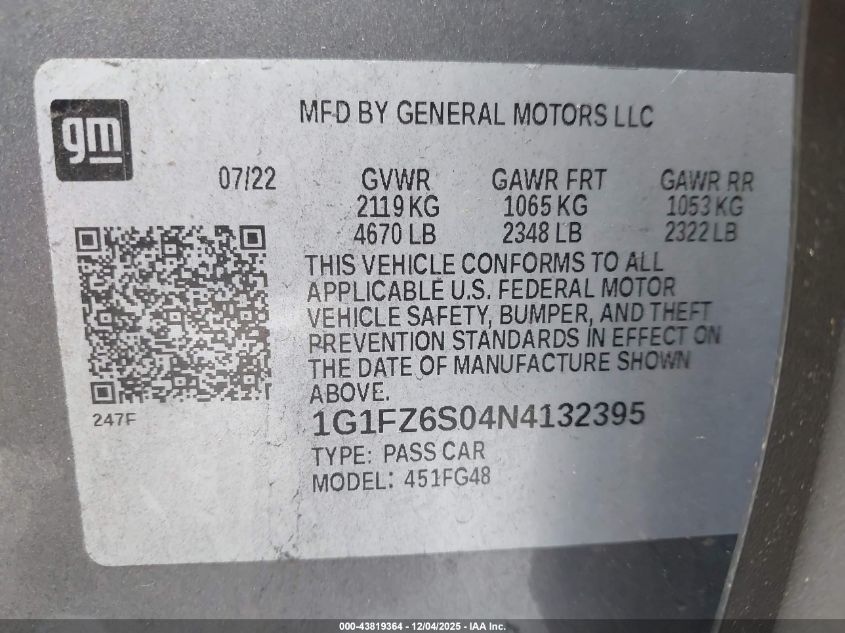 gm
MFD BY GENERAL MOTORS LLC
07/22 GVWR GAWR FRT GAWR RR
2119 KG 1065 KG 1053 KG
4670 LB 2348 LB 2322 LB
THIS VEHICLE CONFORMS TO ALL
APPLICABLE U.S. FEDERAL MOTOR
VEHICLE SAFETY, BUMPER, AND THEFT
PREVENTION STANDARDS IN EFFECT ON
THE DATE OF MANUFACTURE SHOWN
ABOVE.
247F
1G1FZ6S04N4132395
TYPE: PASS CAR
MODEL: 451FG48
000-43819364 - 12/04/2025 - IAA Inc.